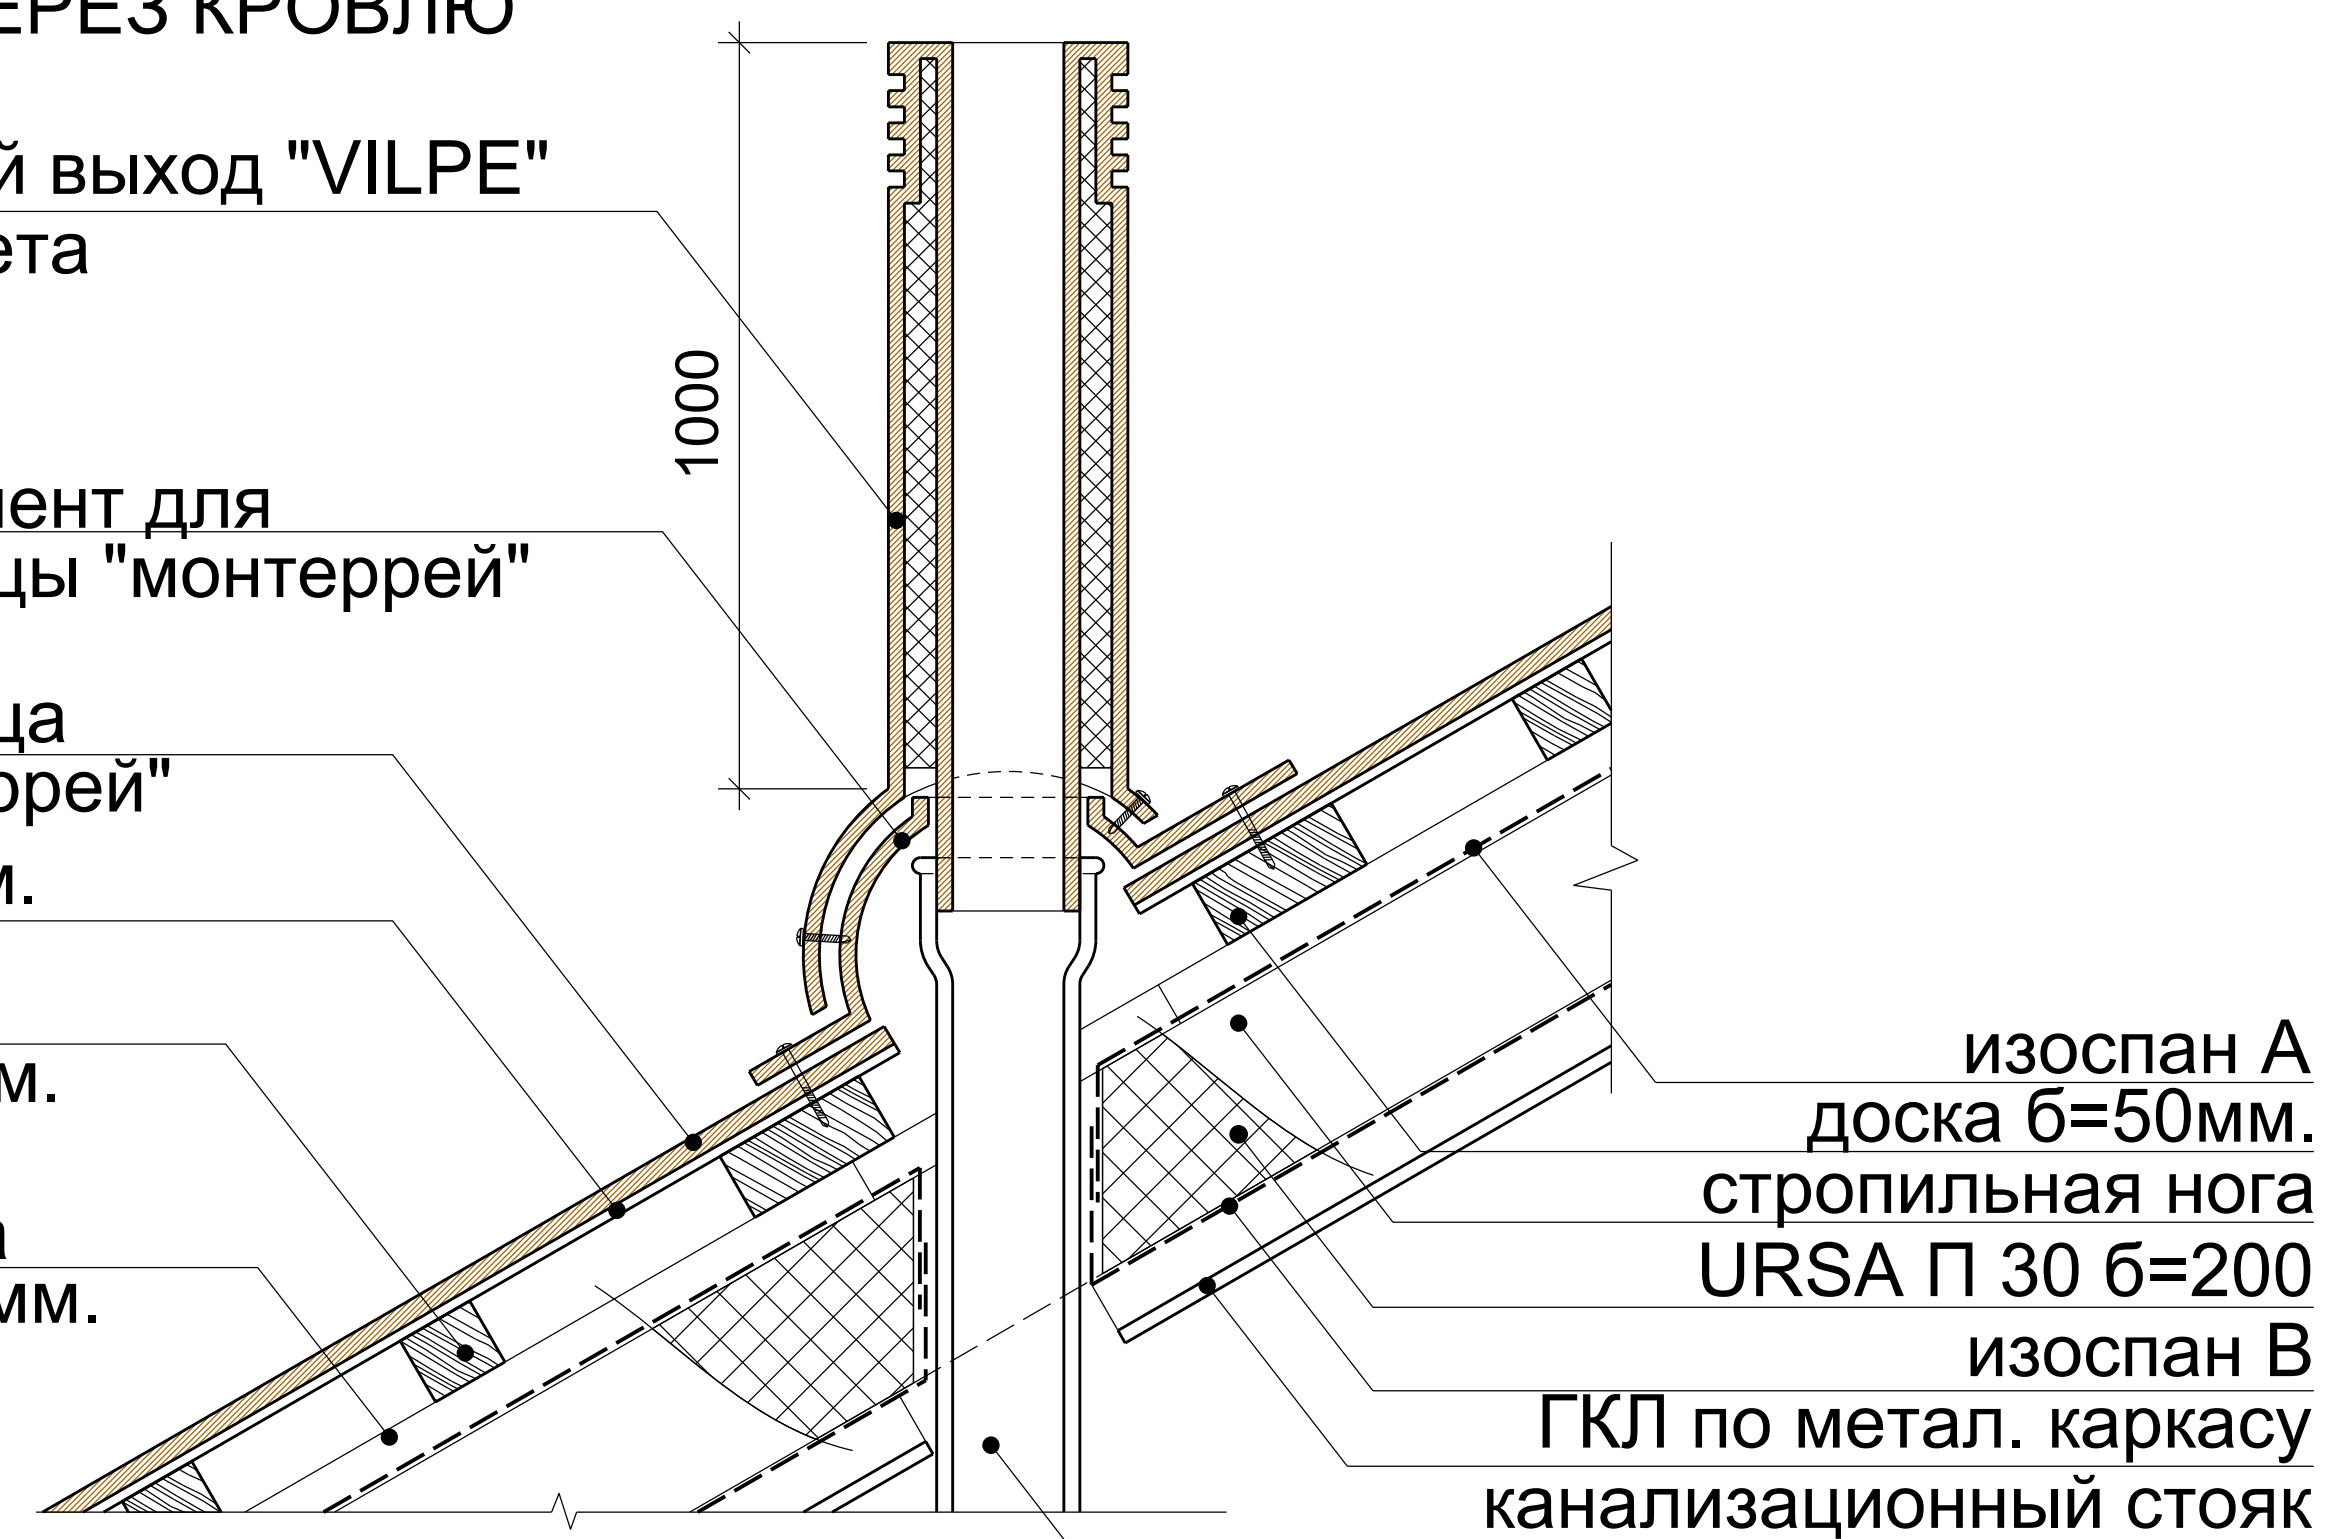 ЕРЕЗ КРОВЛЮ
й выход "VILPE"
ета
1000
мент для
цы "монтеррей"
ца
ррей"
м.
м.
а
мм.
изоспан А
доска б=50мм.
стропильная нога
URSA П 30 б=200
изоспан В
ГКЛ по метал. каркасу
канализационный стояк